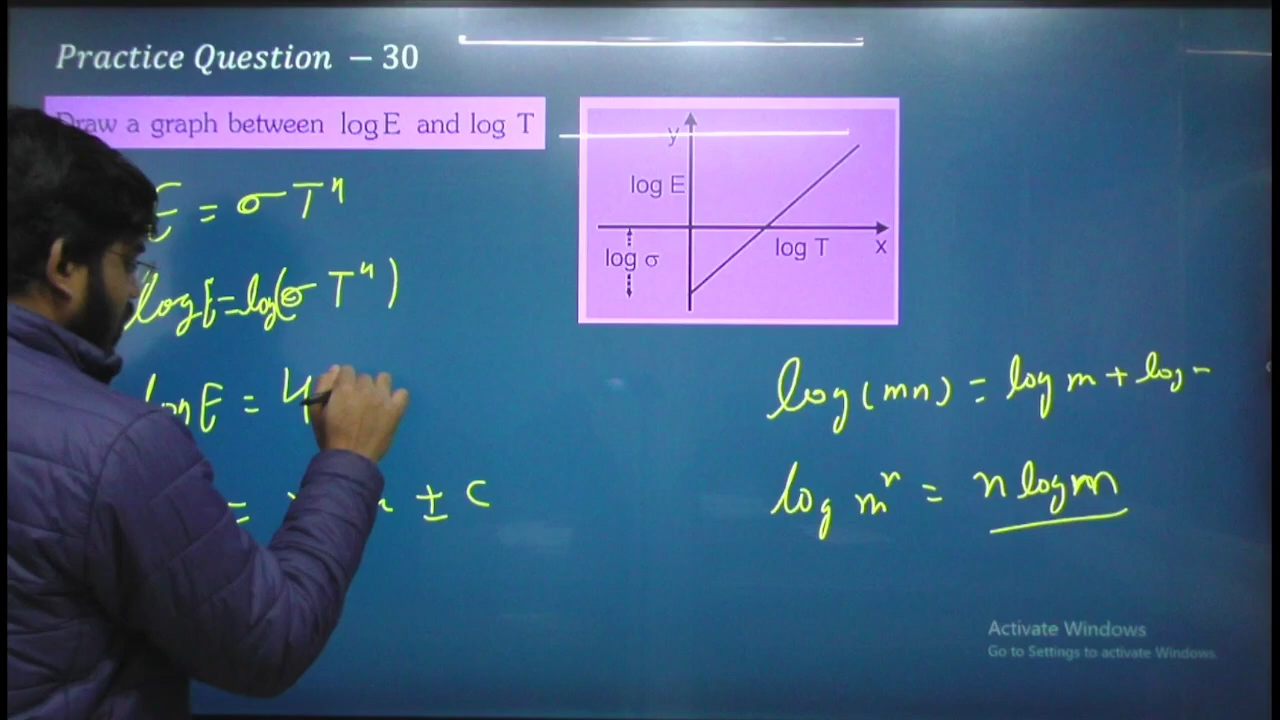 Practice Question – 30
Draw a graph between log E and log T
E = σ T⁴
log E = log(σ T⁴)
log E = 4
= ± C
y
log E
log σ
log T
x
log (mn) = log m + log
log mⁿ = n log m
Activate Windows
Go to Settings to activate Windows.